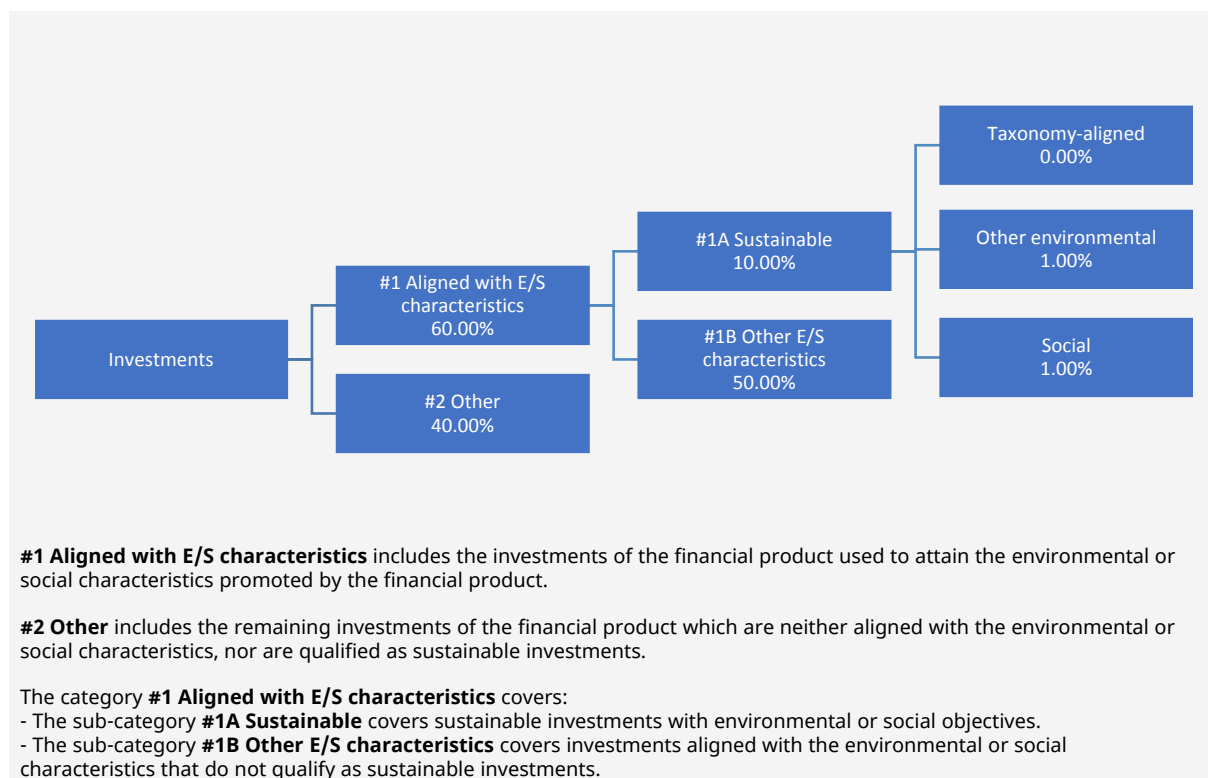 Investments
#1 Aligned with E/S
characteristics
60.00%
#2 Other
40.00%
#1A Sustainable
10.00%
#1B Other E/S
characteristics
50.00%
Taxonomy-aligned
0.00%
Other environmental
1.00%
Social
1.00%
#1 Aligned with E/S characteristics includes the investments of the financial product used to attain the environmental or
social characteristics promoted by the financial product.
#2 Other includes the remaining investments of the financial product which are neither aligned with the environmental or
social characteristics, nor are qualified as sustainable investments.
The category #1 Aligned with E/S characteristics covers:
- The sub-category #1A Sustainable covers sustainable investments with environmental or social objectives.
- The sub-category #1B Other E/S characteristics covers investments aligned with the environmental or social
characteristics that do not qualify as sustainable investments.